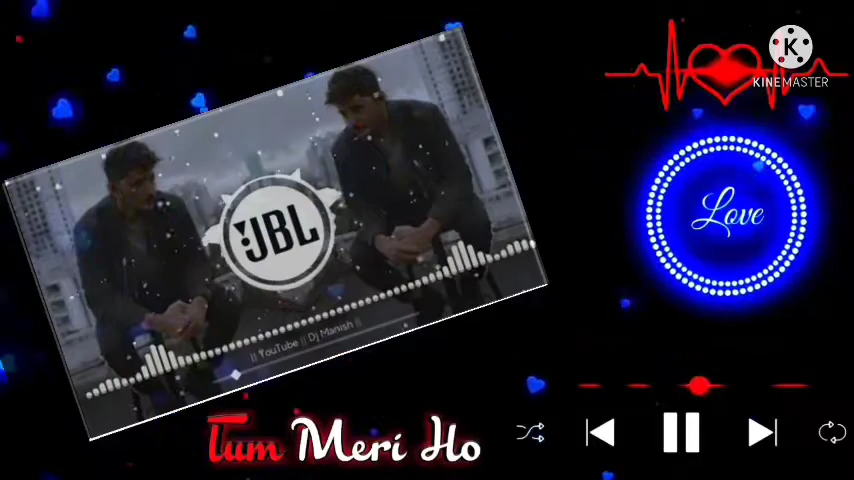 K
KINEMASTER
Love
JBL
|| YouTube || Dj Manish ||
Tum Meri Ho